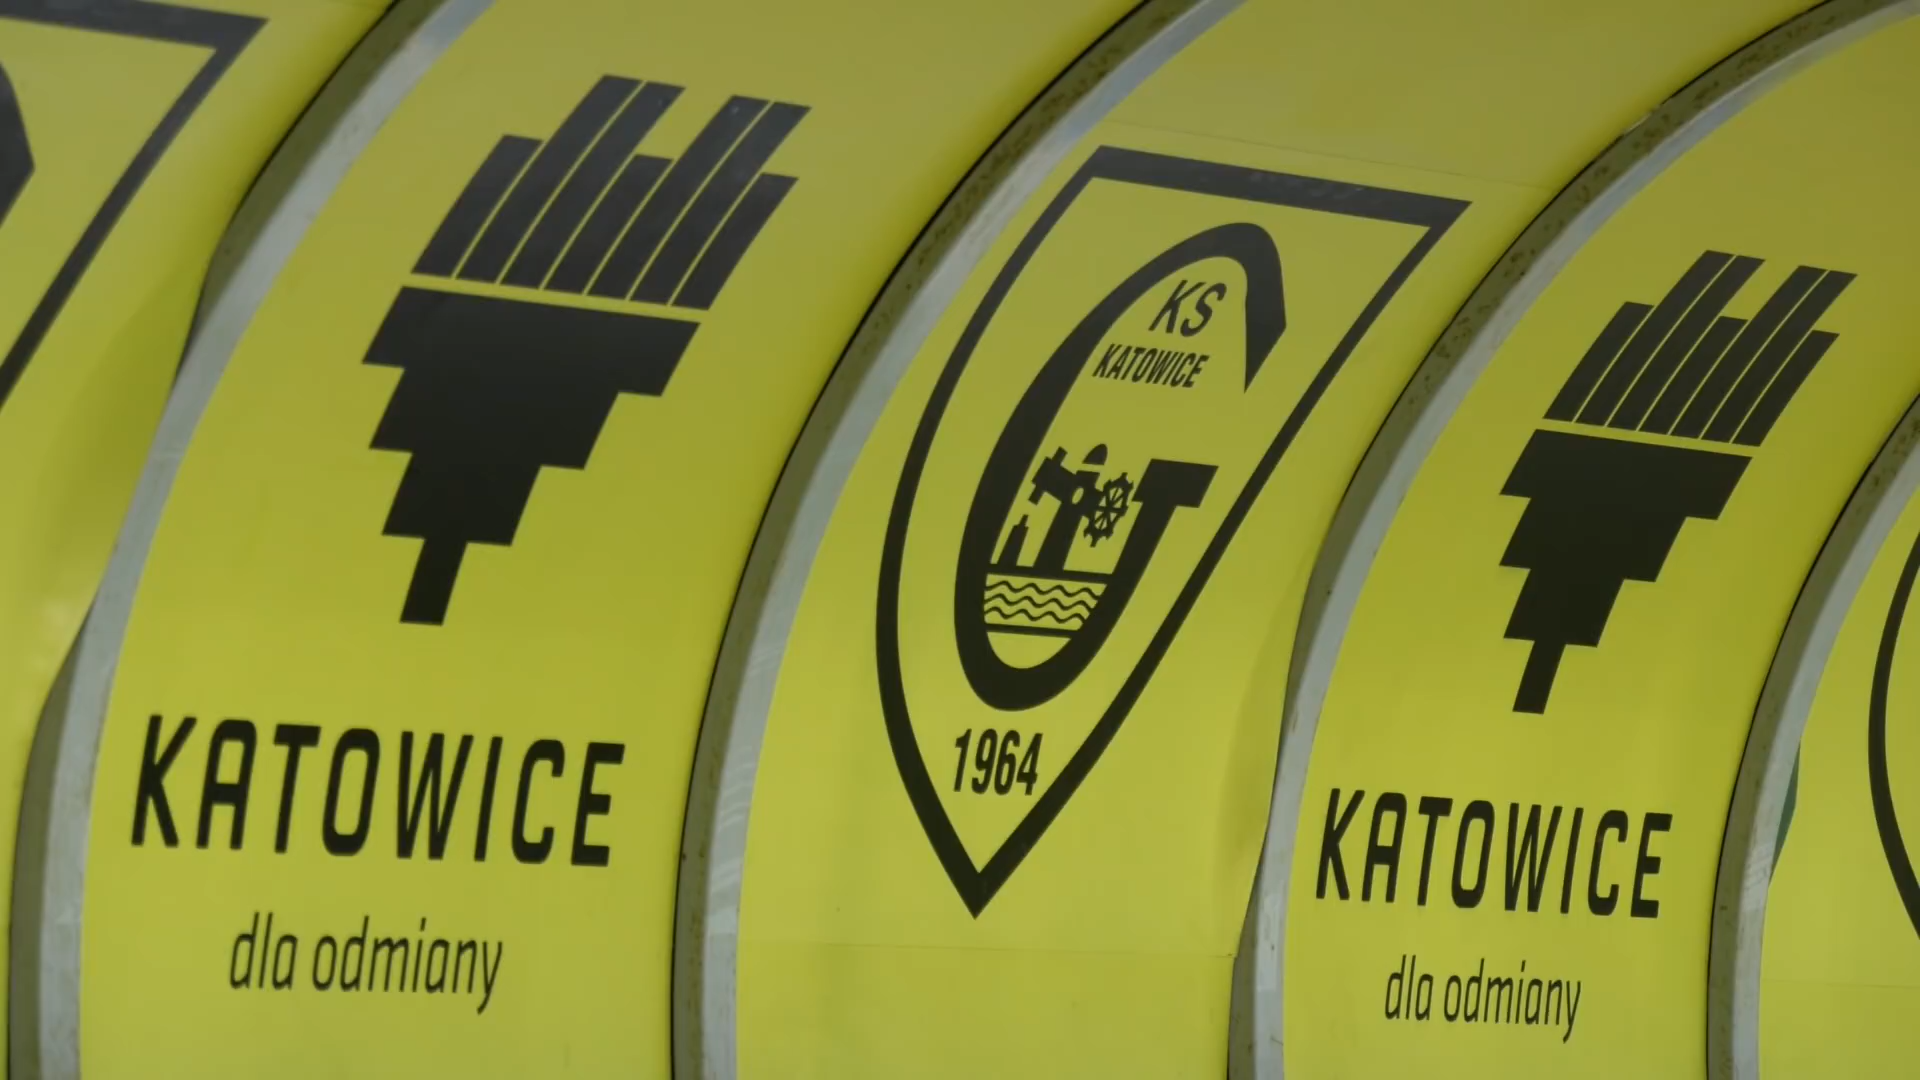 KATOWICE
dla odmiany
KS
KATOWICE
1964
KATOWICE
dla odmiany